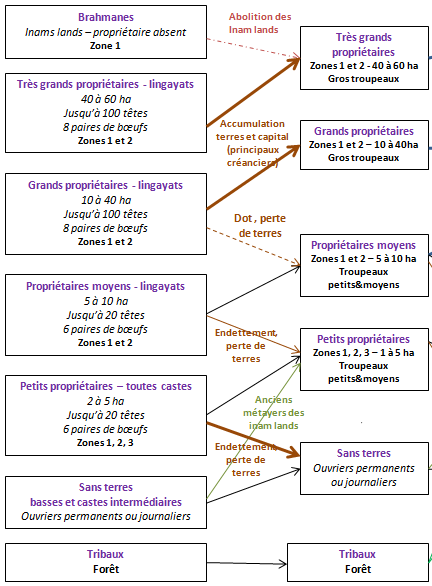 Brahmanes
Inams lands – propriétaire absent
Zone 1
Abolition des
Inam lands
Très grands
propriétaires
Zones 1 et 2 - 40 à 60 ha
Gros troupeaux
Très grands propriétaires - lingayats
40 à 60 ha
Jusqu'à 100 têtes
8 paires de bœufs
Zones 1 et 2
Accumulation
terres et capital
(principaux
créanciers)
Grands propriétaires
Zones 1 et 2 – 10 à 40ha
Gros troupeaux
Grands propriétaires - lingayats
10 à 40 ha
Jusqu'à 100 têtes
8 paires de bœufs
Zones 1 et 2
Dot , perte
de terres
Propriétaires moyens
Zones 1 et 2 – 5 à 10 ha
Troupeaux
petits&moyens
Propriétaires moyens - lingayats
5 à 10 ha
Jusqu'à 20 têtes
6 paires de bœufs
Zones 1 et 2
Endettement,
perte de
terres
Petits propriétaires
Zones 1, 2, 3 – 1 à 5 ha
Troupeaux
petits&moyens
Petits propriétaires – toutes castes
2 à 5 ha
Jusqu'à 20 têtes
6 paires de bœufs
Zones 1, 2, 3
Anciens
métayers des
inam lands
Endettement,
perte de
terres
Sans terres
Ouvriers permanents
ou journaliers
Sans terres
basses et castes intermédiaires
Ouvriers permanents ou journaliers
Tribaux
Forêt
Tribaux
Forêt